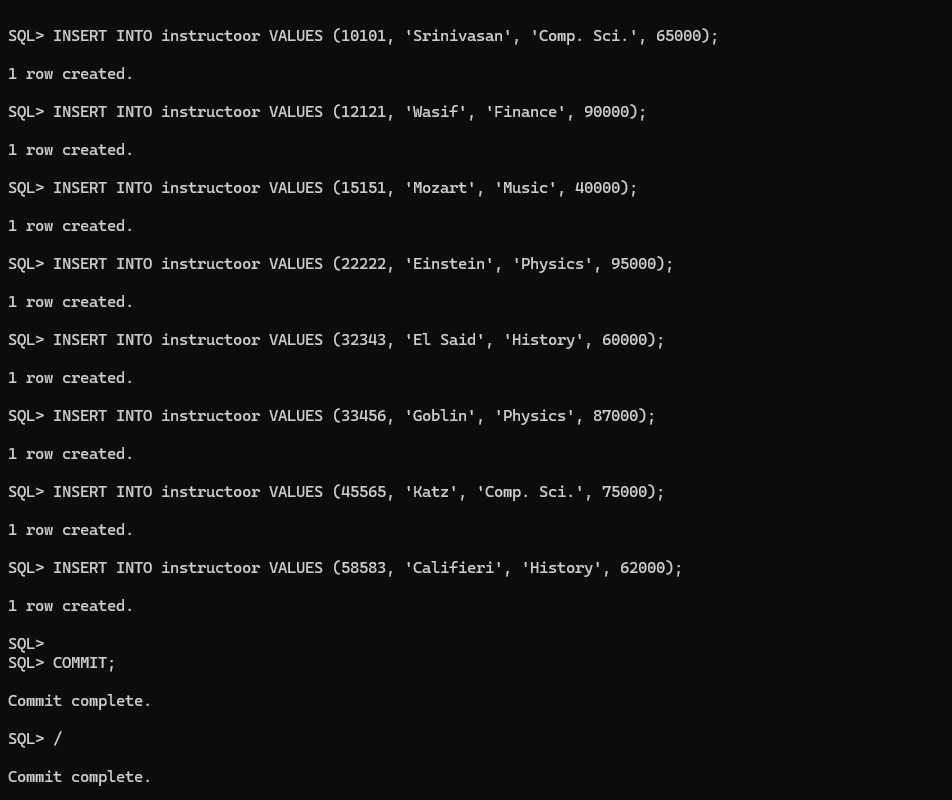 SQL> INSERT INTO instructoor VALUES (10101, 'Srinivasan', 'Comp. Sci.', 65000);
1 row created.
SQL> INSERT INTO instructoor VALUES (12121, 'Wasif', 'Finance', 90000);
1 row created.
SQL> INSERT INTO instructoor VALUES (15151, 'Mozart', 'Music', 40000);
1 row created.
SQL> INSERT INTO instructoor VALUES (22222, 'Einstein', 'Physics', 95000);
1 row created.
SQL> INSERT INTO instructoor VALUES (32343, 'El Said', 'History', 60000);
1 row created.
SQL> INSERT INTO instructoor VALUES (33456, 'Goblin', 'Physics', 87000);
1 row created.
SQL> INSERT INTO instructoor VALUES (45565, 'Katz', 'Comp. Sci.', 75000);
1 row created.
SQL> INSERT INTO instructoor VALUES (58583, 'Califieri', 'History', 62000);
1 row created.
SQL>
SQL> COMMIT;
Commit complete.
SQL> /
Commit complete.